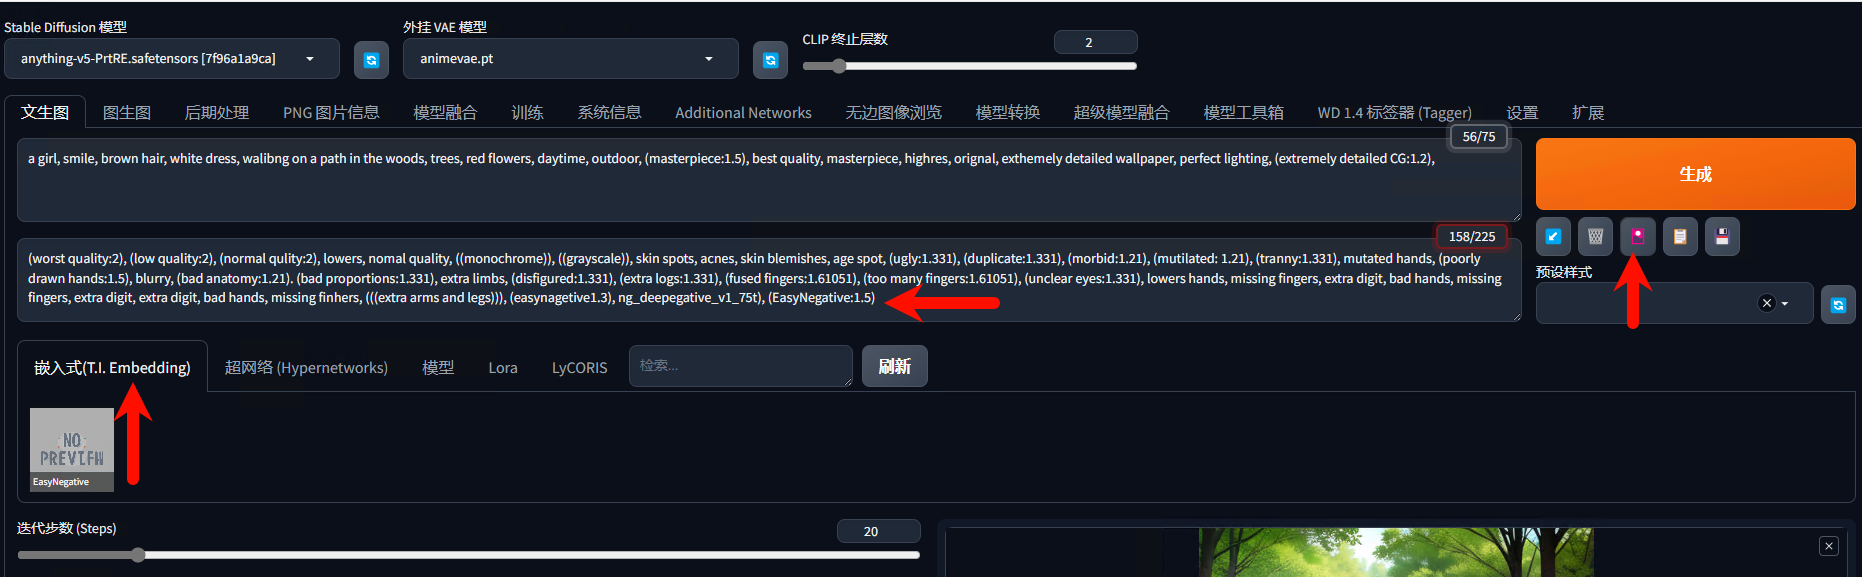 Stable Diffusion 模型
外挂 VAE 模型
CLIP 终止层数
2
anything-v5-PrtRE.safetensors [7f96a1a9ca]
animevae.pt
文生图 图生图 后期处理 PNG 图片信息 模型融合 训练 系统信息 Additional Networks 无边图像浏览 模型转换 超级模型融合 模型工具箱 WD 1.4 标签器 (Tagger) 设置 扩展
56/75
a girl, smile, brown hair, white dress, walibng on a path in the woods, trees, red flowers, daytime, outdoor, (masterpiece:1.5), best quality, masterpiece, highres, orignal, exthemely detailed wallpaper, perfect lighting, (extremely detailed CG:1.2),
生成
158/225
(worst quality:2), (low quality:2), (normal qulity:2), lowers, nomal quality, ((monochrome)), ((grayscale)), skin spots, acnes, skin blemishes, age spot, (ugly:1.331), (duplicate:1.331), (morbid:1.21), (mutilated: 1.21), (tranny:1.331), mutated hands, (poorly
drawn hands:1.5), blurry, (bad anatomy:1.21). (bad proportions:1.331), extra limbs, (disfigured:1.331), (extra logs:1.331), (fused fingers:1.61051), (too many fingers:1.61051), (unclear eyes:1.331), lowers hands, missing fingers, extra digit, bad hands, missing
fingers, extra digit, extra digit, bad hands, missing finhers, (((extra arms and legs))), (easynagetive1.3), ng_deepegative_v1_75t), (EasyNegative:1.5)
预设样式
嵌入式(T.I. Embedding) 超网络 (Hypernetworks) 模型 Lora LyCORIS 检索... 刷新
NO
PREVIEW
EasyNegative
迭代步数 (Steps)
20